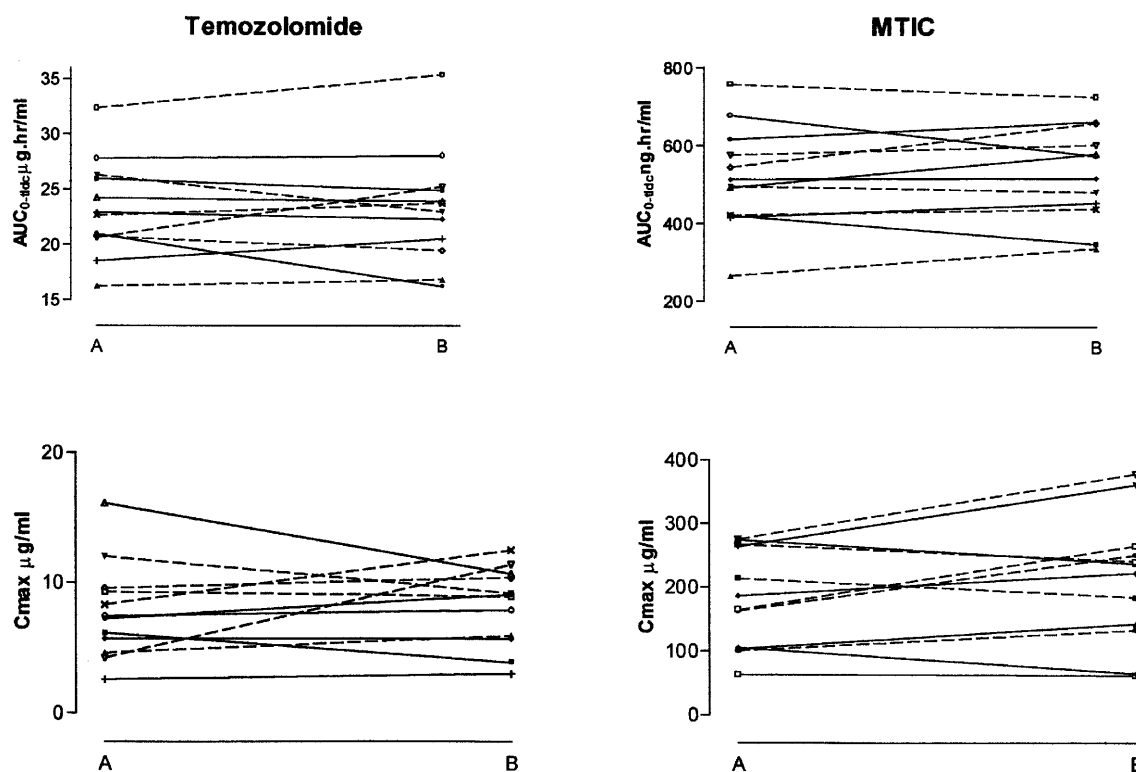 Temozolomide
AUC0-tldc μg.hr/ml
35
30
25
20
15
A
B
MTIC
AUC0-tldc ng.hr/ml
800
600
400
200
A
B
Cmax μg/ml
20
10
0
A
B
Cmax μg/ml
400
300
200
100
0
A
B